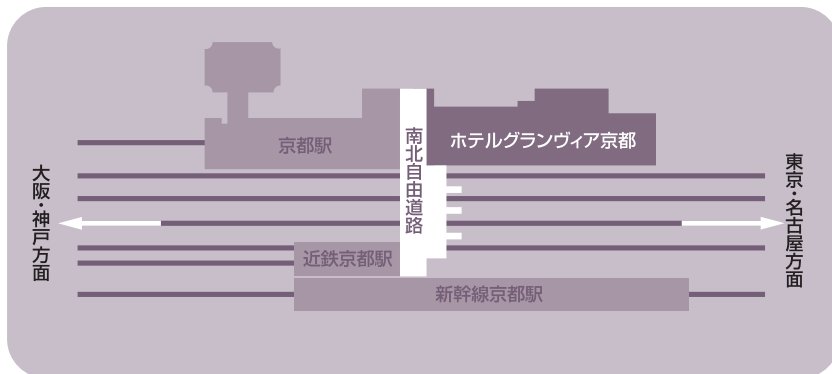 京都駅
南北自由道路
ホテルグランヴィア京都
大阪・神戸方面
東京・名古屋方面
近鉄京都駅
新幹線京都駅